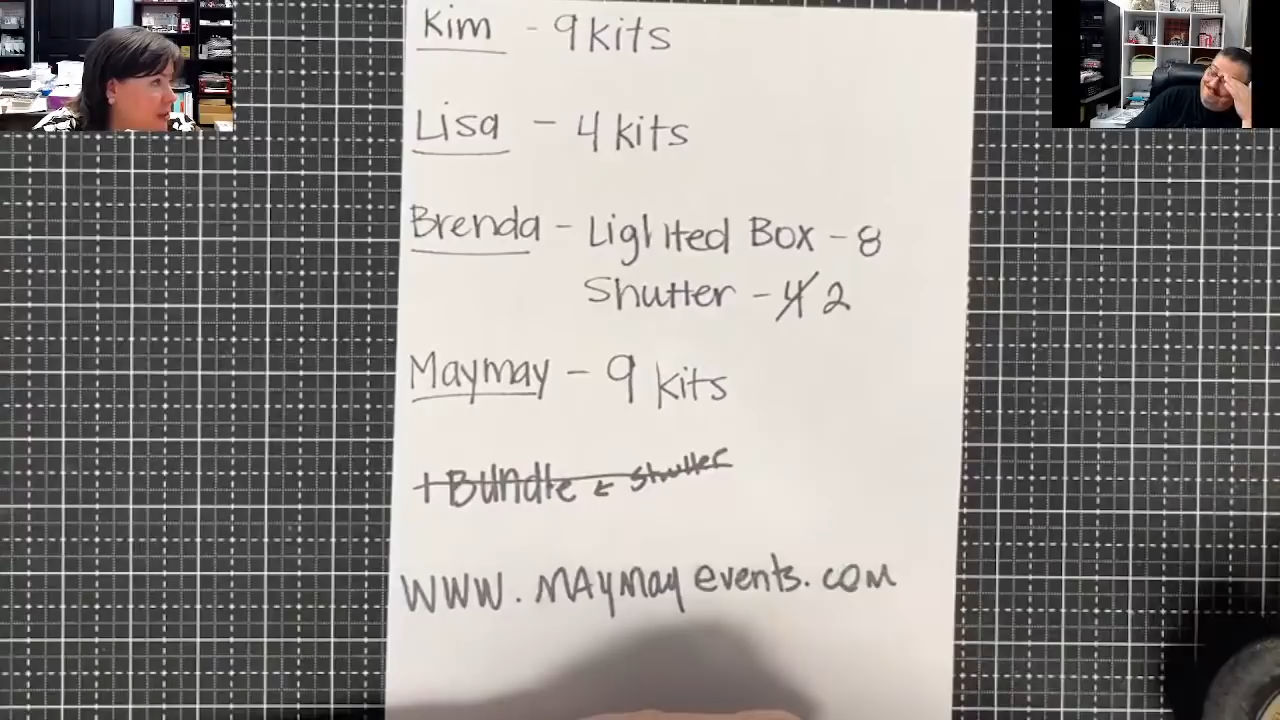 Kim - 9 kits
Lisa - 4 kits
Brenda - Lighted Box - 8
Shutter - 4 2
Maymay - 9 kits
1 Bundle ← Shutter
www.MAyMAyevents.com